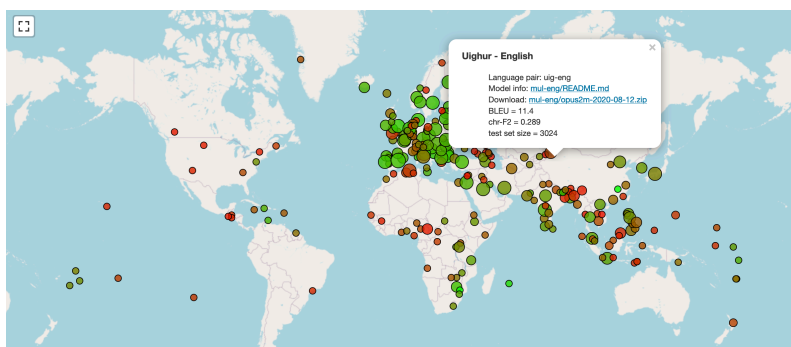 Uighur - English
×
Language pair: uig-eng
Model info: mul-eng/README.md
Download: mul-eng/opus2m-2020-08-12.zip
BLEU = 11.4
chr-F2 = 0.289
test set size = 3024